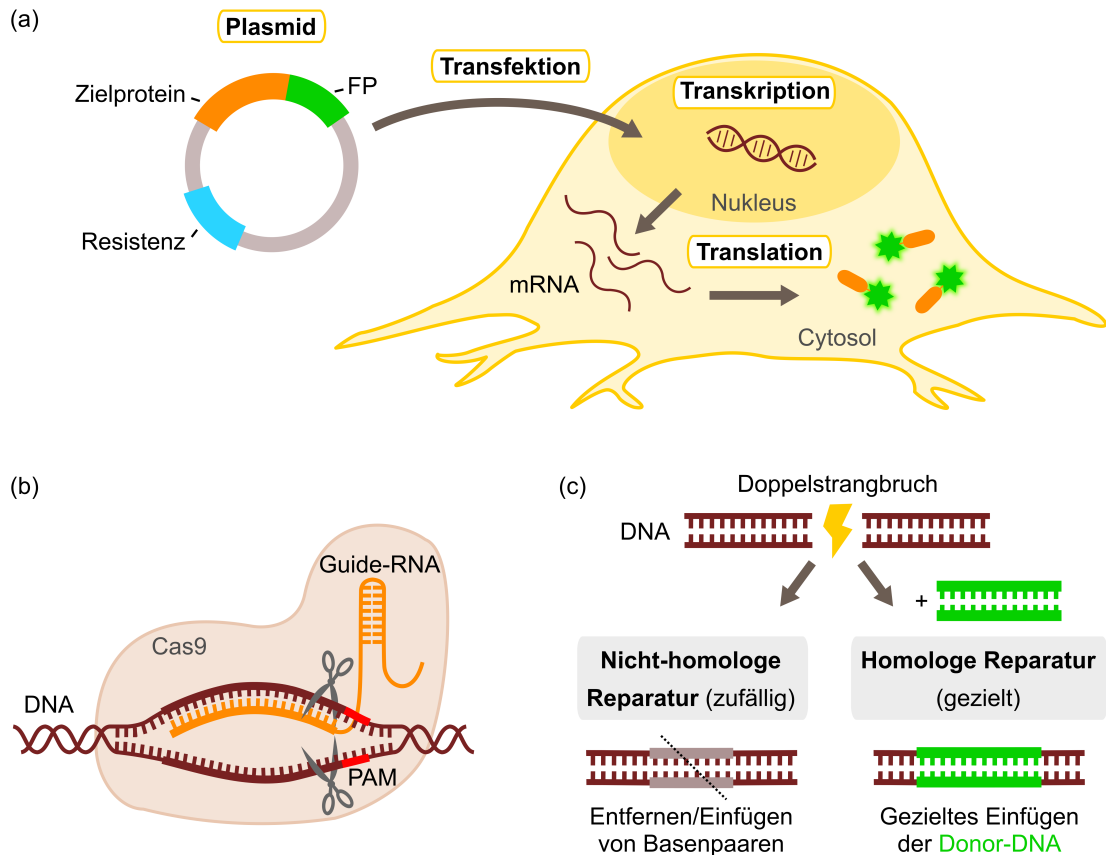 (a)
Plasmid
Zielprotein
FP
Resistenz
Transfektion
Transkription
Nukleus
mRNA
Translation
Cytosol
(b)
Guide-RNA
Cas9
DNA
PAM
(c)
Doppelstrangbruch
DNA
+
Nicht-homologe
Reparatur (zufällig)
Homologe Reparatur
(gezielt)
Entfernen/Einfügen
von Basenpaaren
Gezieltes Einfügen
der Donor-DNA